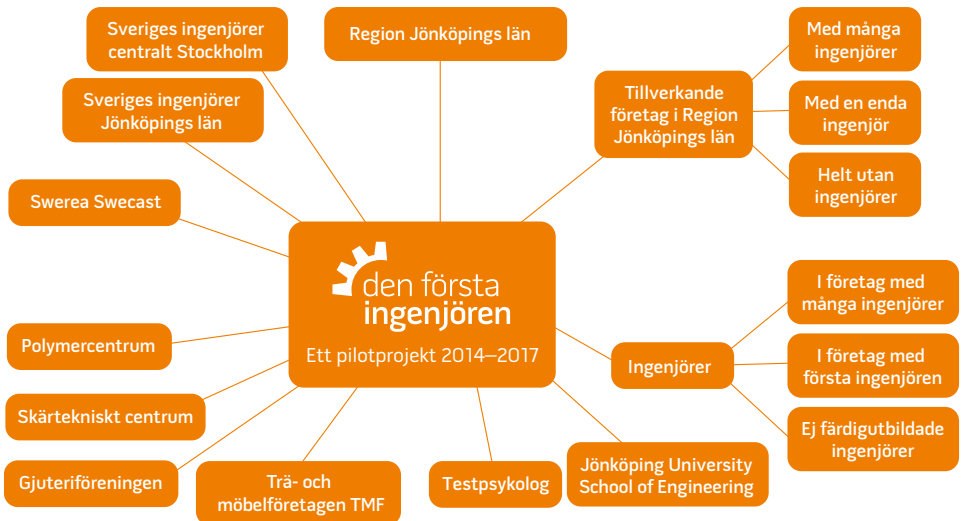 Sveriges ingenjörer
centralt Stockholm
Region Jönköpings län
Sveriges ingenjörer
Jönköpings län
Swerea Swecast
Tillverkande
företag i Region
Jönköpings län
Med många
ingenjörer
Med en enda
ingenjör
Helt utan
ingenjörer
den första
ingenjören
Ett pilotprojekt 2014–2017
Polymercentrum
Skärtekniskt centrum
Gjuteriföreningen
Trä- och
möbelföretagen TMF
Testpsykolog
Jönköping University
School of Engineering
Ingenjörer
I företag med
många ingenjörer
I företag med
första ingenjören
Ej färdigutbildade
ingenjörer